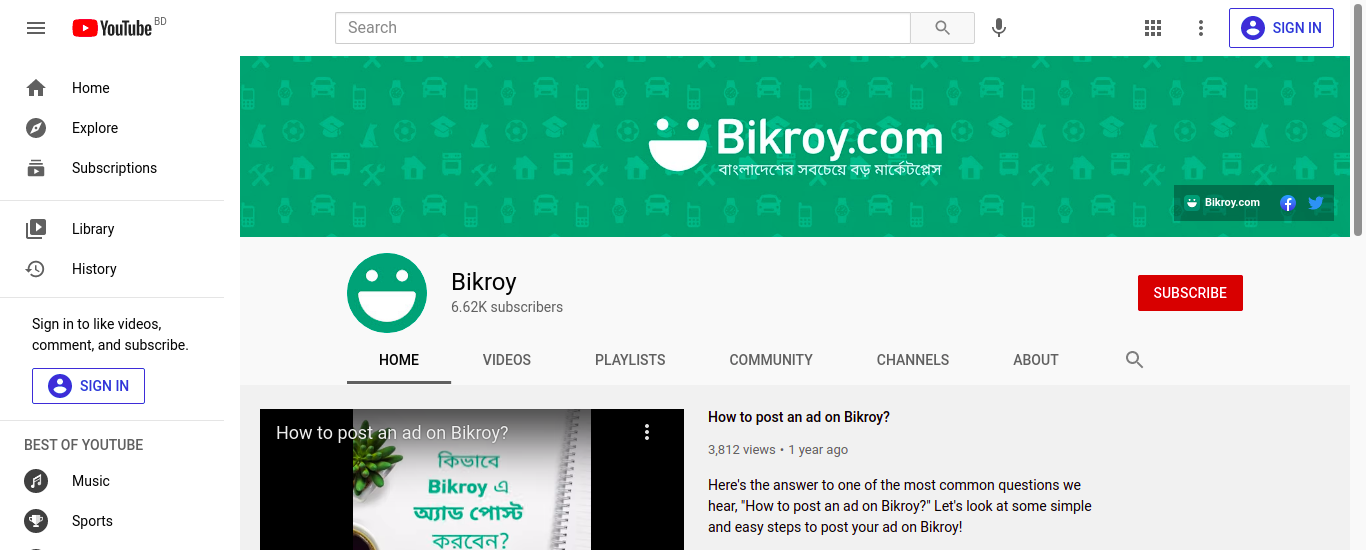 YouTube BD
Search
SIGN IN
Home
Explore
Subscriptions
Library
History
Sign in to like videos,
comment, and subscribe.
SIGN IN
BEST OF YOUTUBE
Music
Sports
Bikroy.com
বাংলাদেশের সবচেয়ে বড় মার্কেটপ্লেস
Bikroy.com
Bikroy
6.62K subscribers
SUBSCRIBE
HOME VIDEOS PLAYLISTS COMMUNITY CHANNELS ABOUT
How to post an ad on Bikroy?
কিভাবে
Bikroy এ
অ্যাড পোস্ট
করবেন?
How to post an ad on Bikroy?
3,812 views • 1 year ago
Here's the answer to one of the most common questions we
hear, "How to post an ad on Bikroy?" Let's look at some simple
and easy steps to post your ad on Bikroy!